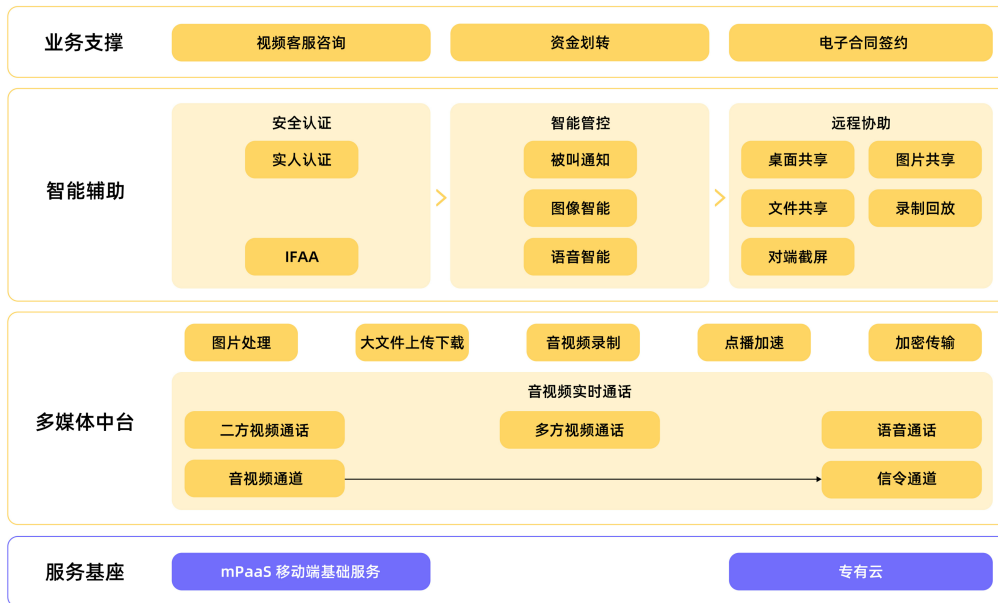 业务支撑
视频客服咨询
资金划转
电子合同签约
智能辅助
安全认证
实人认证
IFAA
智能管控
被叫通知
图像智能
语音智能
远程协助
桌面共享
图片共享
文件共享
录制回放
对端截屏
多媒体中台
图片处理
大文件上传下载
音视频录制
点播加速
加密传输
音视频实时通话
二方视频通话
多方视频通话
语音通话
音视频通道
信令通道
服务基座
mPaaS 移动端基础服务
专有云